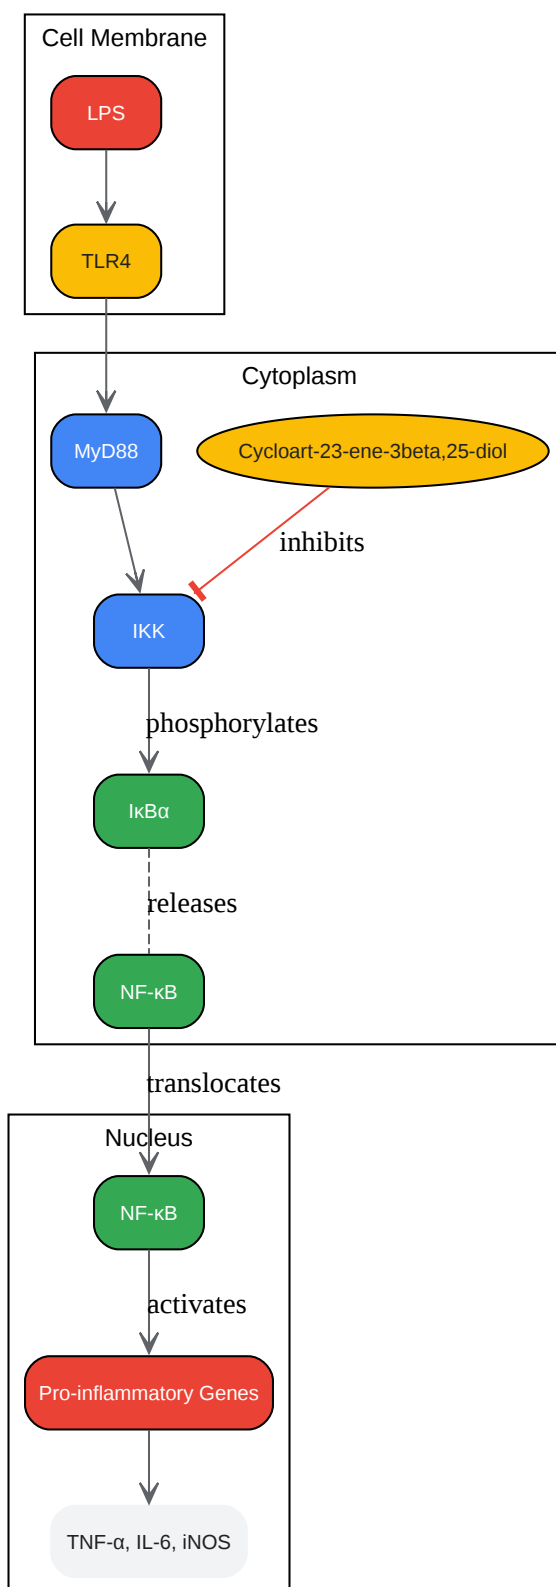 Cell Membrane
LPS
TLR4
Cytoplasm
MyD88
Cycloart-23-ene-3beta,25-diol
inhibits
IKK
phosphorylates
IκBα
releases
NF-κB
translocates
Nucleus
NF-κB
activates
Pro-inflammatory Genes
TNF-α, IL-6, iNOS